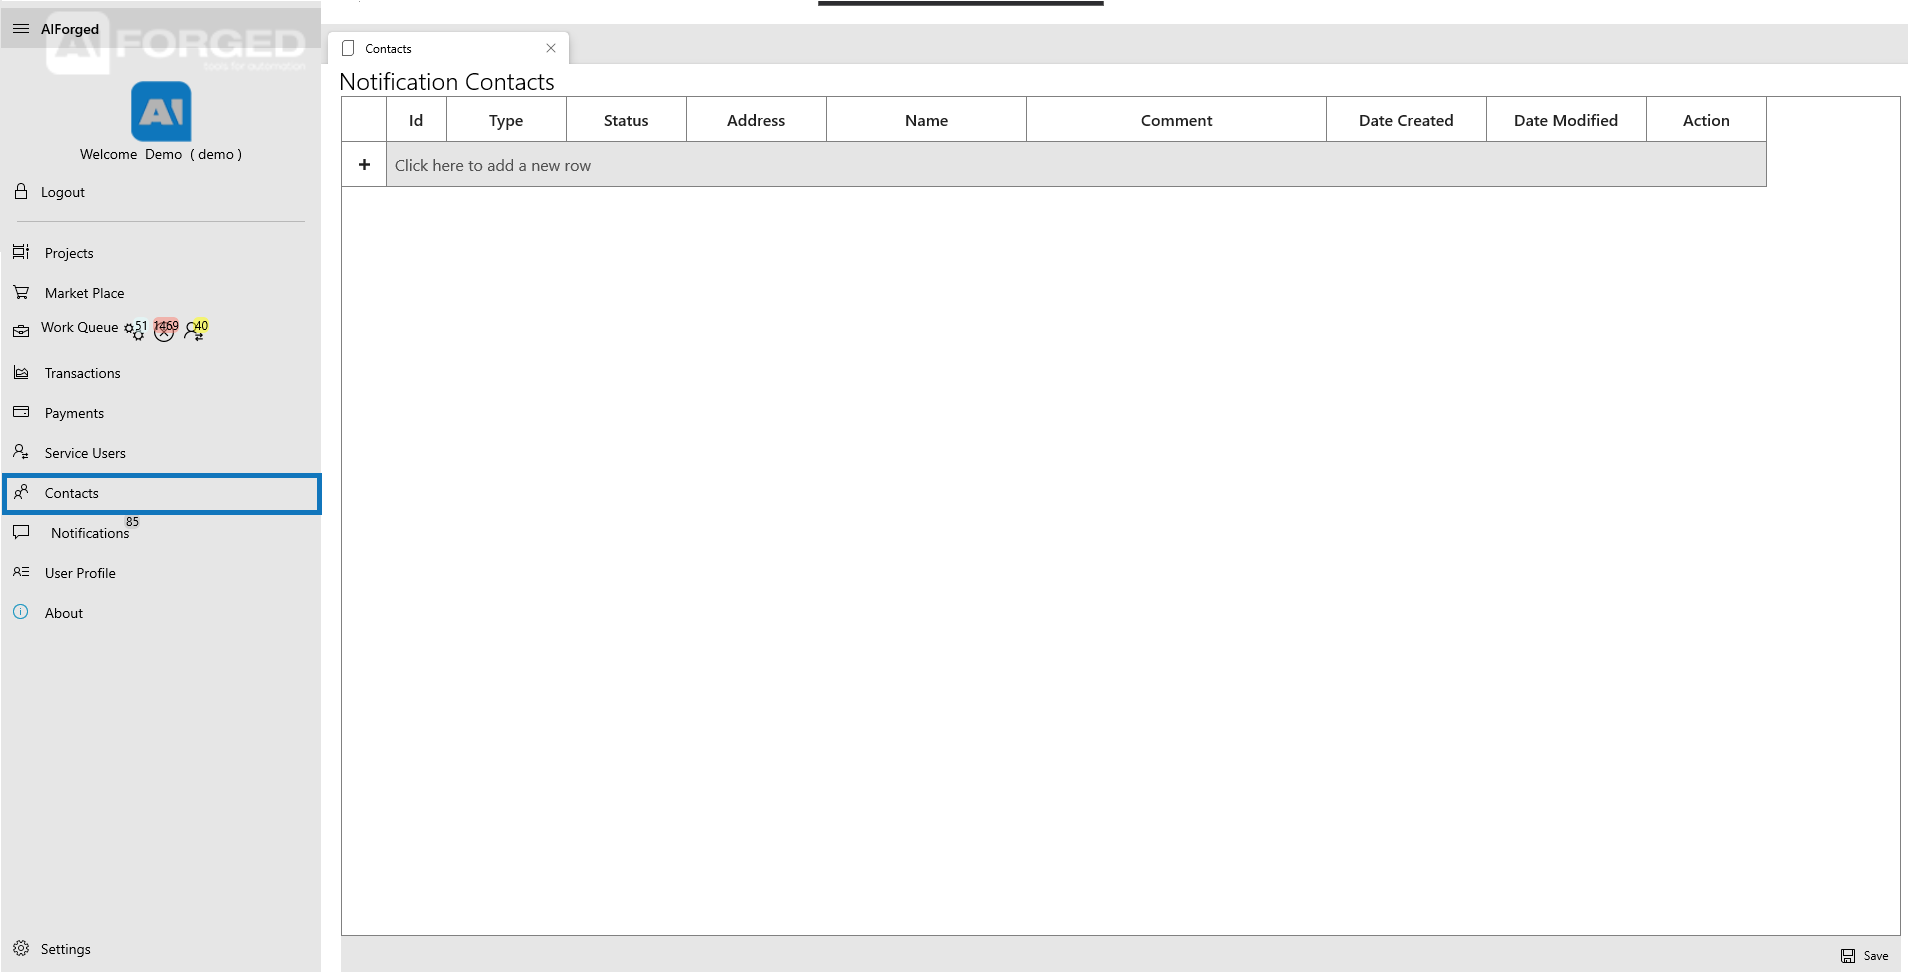 AIForged
AI FORGED
tools for automation
AI
Welcome Demo ( demo )
Logout
Projects
Market Place
Work Queue 51 1469 40
Transactions
Payments
Service Users
Contacts
Notifications 85
User Profile
About
Settings
Contacts
Notification Contacts
Id Type Status Address Name Comment Date Created Date Modified Action
+ Click here to add a new row
Save